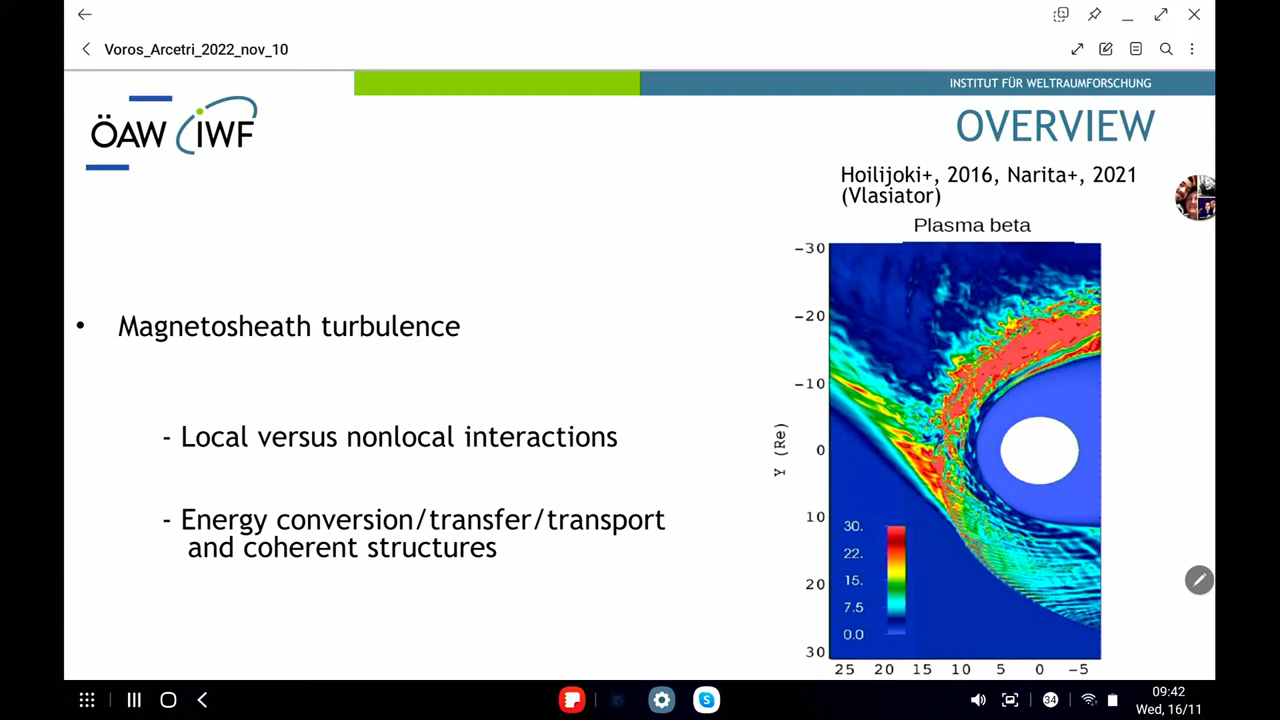 Voros_Arcetri_2022_nov_10
INSTITUT FÜR WELTRAUMFORSCHUNG
ÖAW IWF
OVERVIEW
Hoilijoki+, 2016, Narita+, 2021
(Vlasiator)
Plasma beta
• Magnetosheath turbulence
- Local versus nonlocal interactions
- Energy conversion/transfer/transport
and coherent structures
Y (Re)
-30
-20
-10
0
10
20
30
30.
22.
15.
7.5
0.0
25 20 15 10 5 0 -5
34
09:42
Wed, 16/11